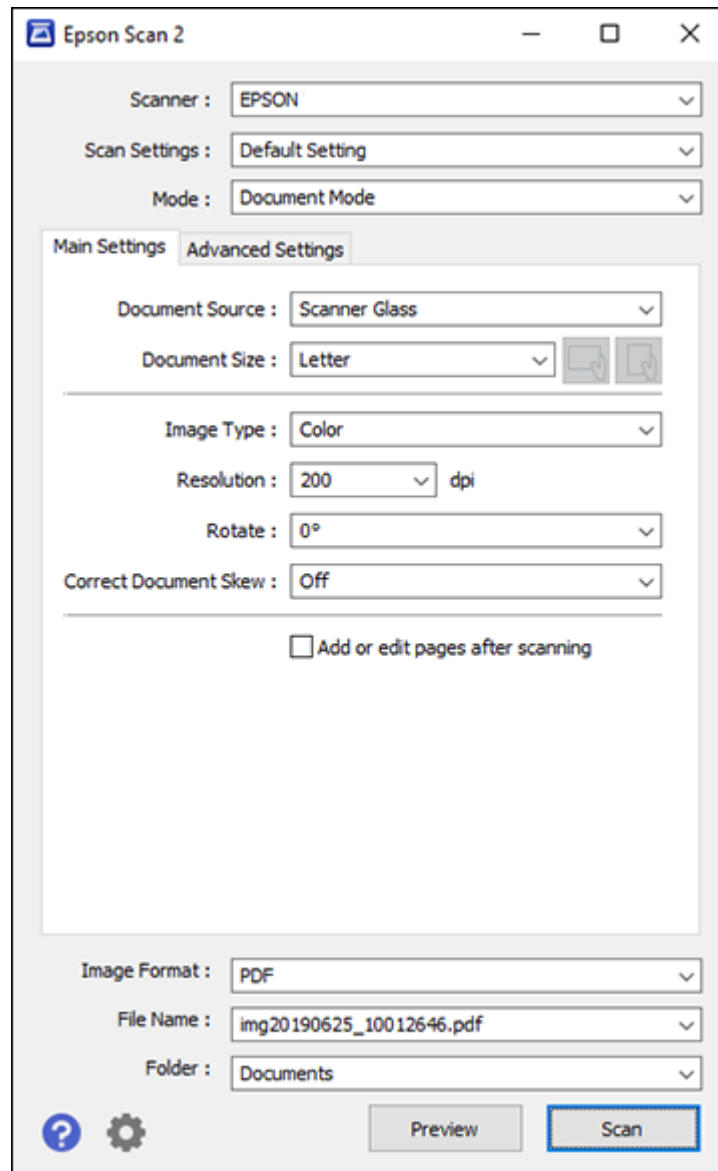 Epson Scan 2
Scanner : EPSON
Scan Settings : Default Setting
Mode : Document Mode
Main Settings Advanced Settings
Document Source : Scanner Glass
Document Size : Letter
Image Type : Color
Resolution : 200 dpi
Rotate : 0°
Correct Document Skew : Off
Add or edit pages after scanning
Image Format : PDF
File Name : img20190625_10012646.pdf
Folder : Documents
? Preview Scan